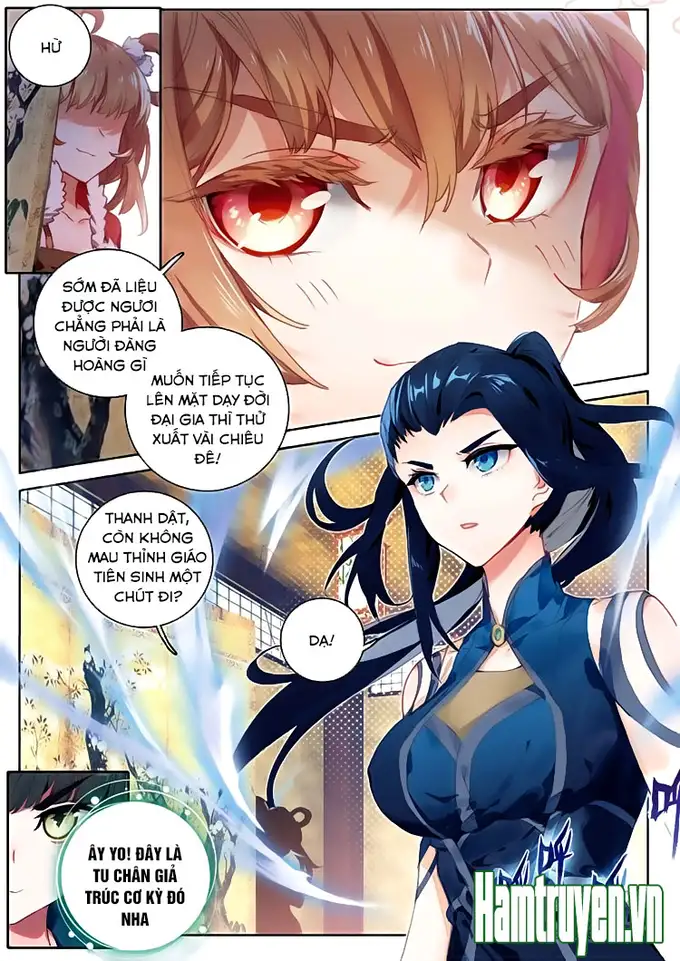 HỮ
SỚM ĐÃ LIỆU
ĐƯỢC NGƯƠI
CHẲNG PHẢI LÀ
NGƯỜI ĐÀNG
HOÀNG GÌ
MUỐN TIẾP TỤC
LÊN MẶT DẠY ĐỜI
ĐẠI GIA THÌ THỬ
XUẤT VÀI CHIÊU
ĐÊ!
THANH DẬT,
CÒN KHÔNG
MAU THỈNH GIÁO
TIÊN SINH MỘT
CHÚT ĐI?
DẠ!
ÂY YO! ĐÂY LÀ
TU CHÂN GIẢ
TRÚC CƠ KỲ ĐÓ
NHA
Hamtruyen.vn